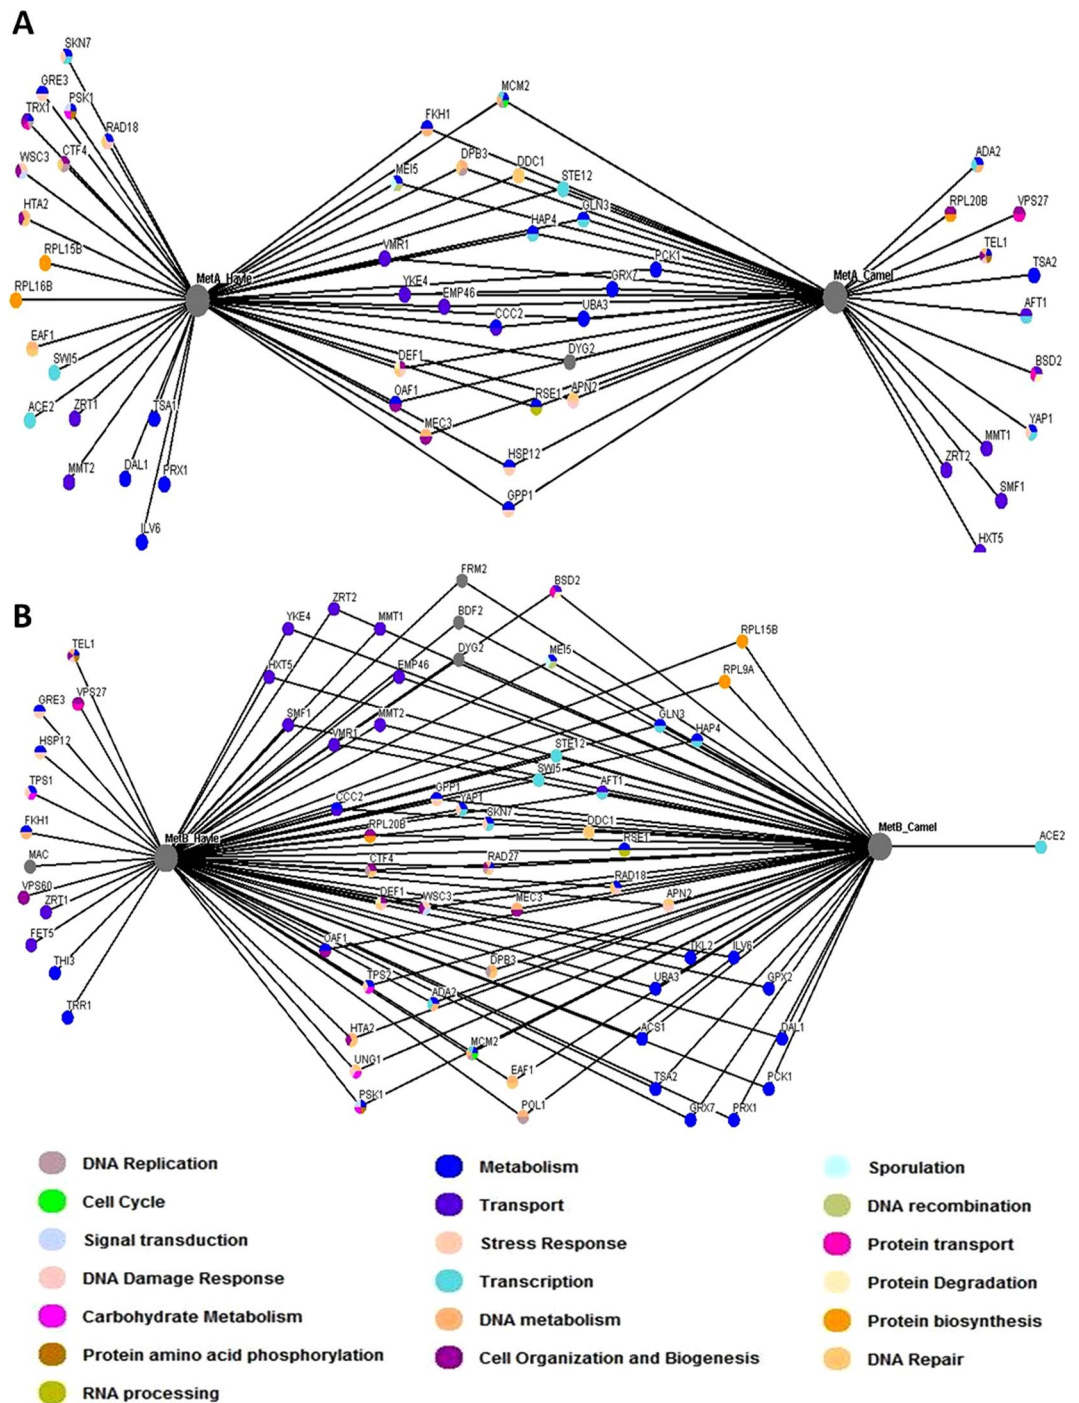 A
SKN7
GRE3
PSK1
TRX1
RAD18
CTF4
WSC3
HTA2
RPL15B
MetA_Hayle
RPL16B
EAF1
SWI5
ACE2
ZRT1
TSA1
MMT2
DAL1
PRX1
ILV6
MCM2
FKH1
DPB3
DDC1
MEI5
STE12
GLN3
HAP4
VMR1
PCK1
YKE4
GRX7
EMP46
CCC2
UBA3
DYG2
DEF1
OAF1
RSE1
APN2
MEC3
HSP12
GPP1
MetA_Camel
ADA2
RPL20B
VPS27
TEL1
TSA2
AFT1
BSD2
YAP1
MMT1
ZRT2
SMF1
HXT5
B
FRM2
BSD2
ZRT2
YKE4
MMT1
BDF2
RPL15B
TEL1
DYG2
MEI5
HXT5
EMP46
RPL9A
VPS27
GRE3
SMF1
MMT2
GLN3
HAP4
VMR1
HSP12
STE12
SWI5
TPS1
CCC2
GPP1
YAP1
AFT1
SKN7
FKH1
RPL20B
DDC1
RSE1
MetB_Hayle
MetB_Camel
ACE2
MAC
CTF4
RAD27
RAD18
VPS60
DEF1
WSC3
MEC3
APN2
ZRT1
FET5
OAF1
TKL2
ILV6
THI3
DPB3
TPS2
UBA3
GPX2
TRR1
ADA2
HTA2
MCM2
ACS1
DAL1
UNG1
EAF1
TSA2
PCK1
PSK1
POL1
GRX7
PRX1
DNA Replication
Metabolism
Sporulation
Cell Cycle
Transport
DNA recombination
Signal transduction
Stress Response
Protein transport
DNA Damage Response
Transcription
Protein Degradation
Carbohydrate Metabolism
DNA metabolism
Protein biosynthesis
Protein amino acid phosphorylation
Cell Organization and Biogenesis
DNA Repair
RNA processing